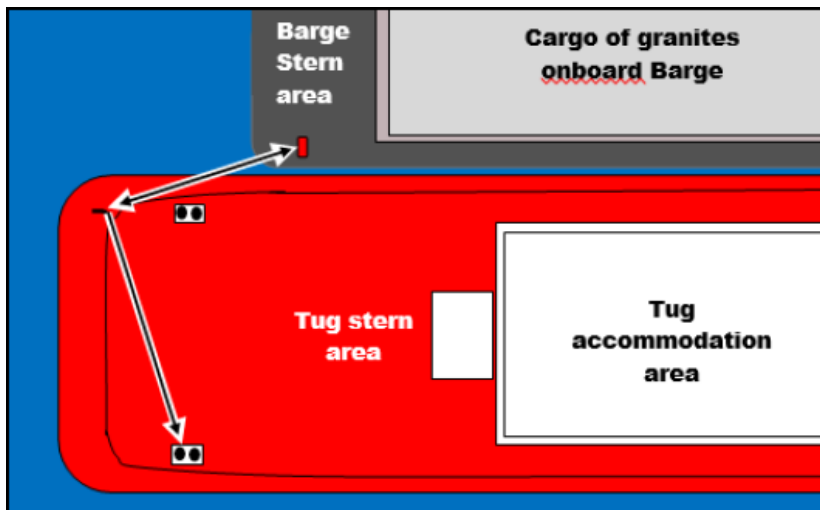 Barge
Stern
area
Cargo of granites
onboard Barge
Tug stern
area
Tug
accommodation
area